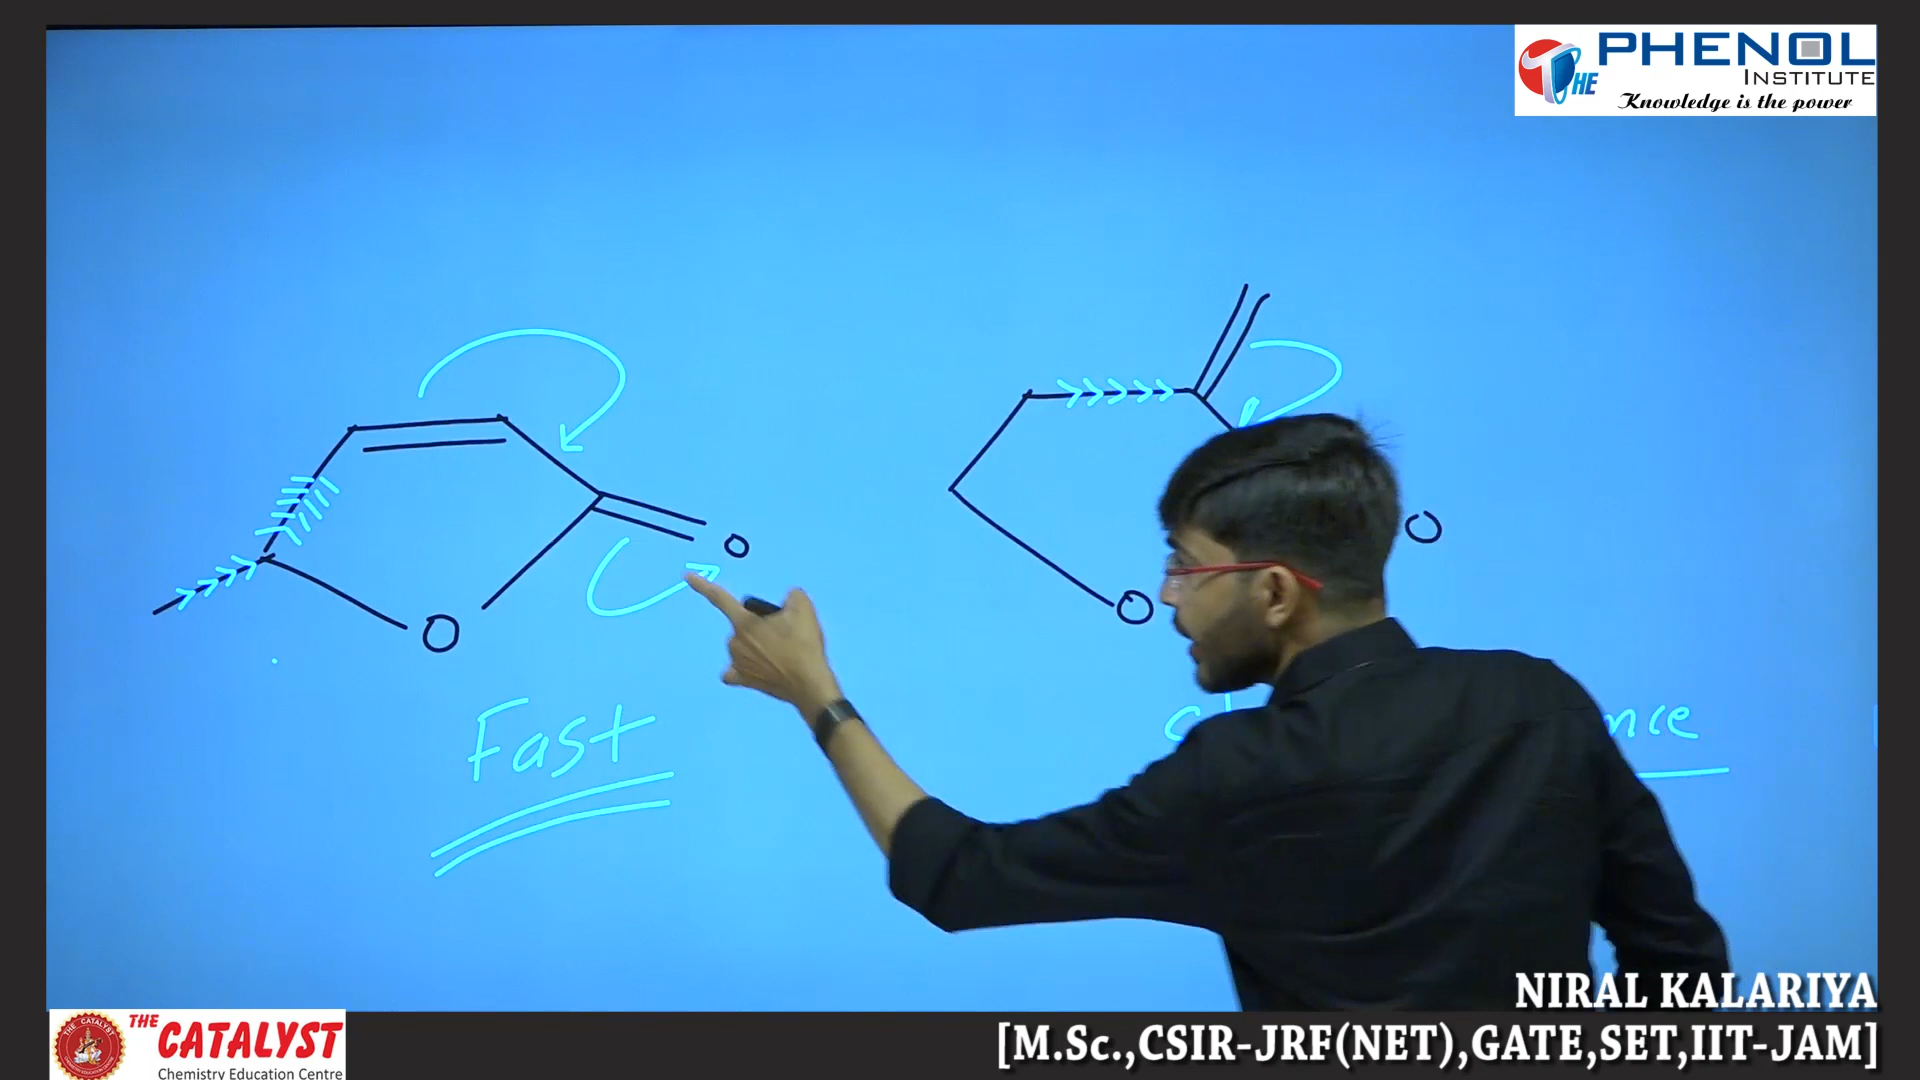 THE PHENOL
INSTITUTE
Knowledge is the power
O
O
O
O
Fast
NIRAL KALARIYA
[M.Sc.,CSIR-JRF(NET),GATE,SET,IIT-JAM]
THE CATALYST
Chemistry Education Centre